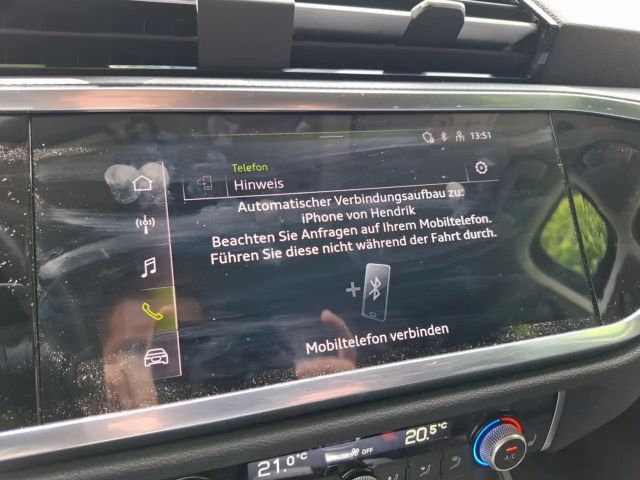 13:51
Telefon
Hinweis
Automatischer Verbindungsaufbau zu:
iPhone von Hendrik
Beachten Sie Anfragen auf Ihrem Mobiltelefon.
Führen Sie diese nicht während der Fahrt durch.
Mobiltelefon verbinden
21.0°C
OFF
20.5°C
A/C